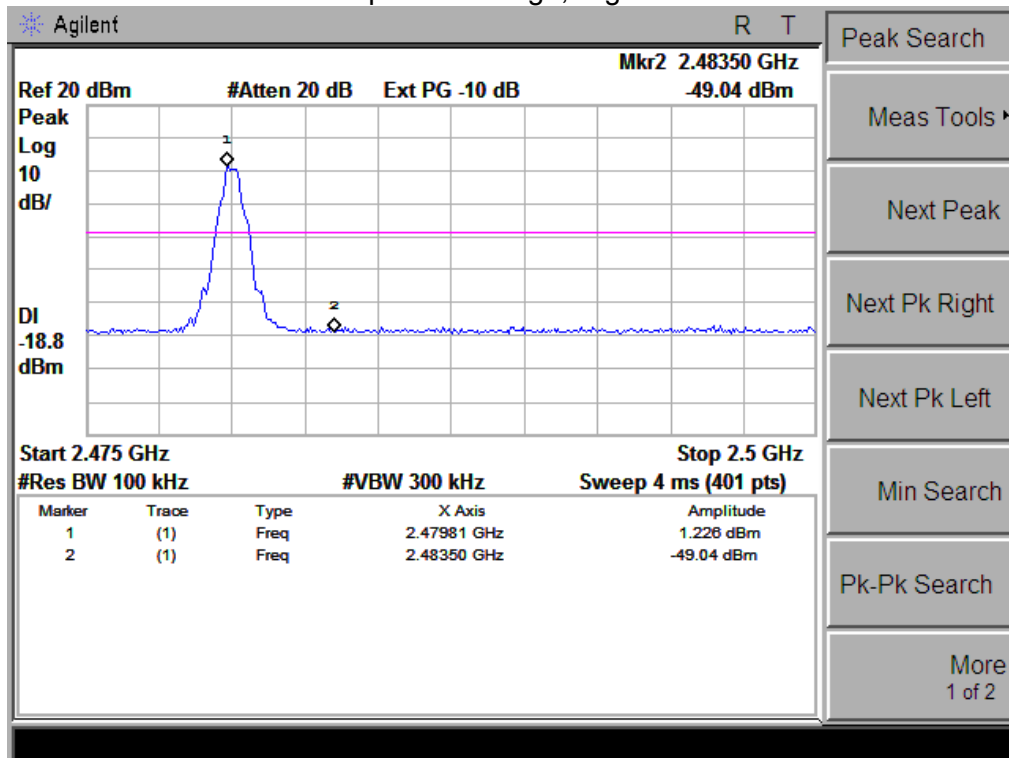 Agilent R T
Peak Search
Mkr2 2.48350 GHz
Ref 20 dBm #Atten 20 dB Ext PG -10 dB -49.04 dBm
Peak
Log
10
dB/
1
2
DI
-18.8
dBm
Start 2.475 GHz Stop 2.5 GHz
#Res BW 100 kHz #VBW 300 kHz Sweep 4 ms (401 pts)
Marker Trace Type X Axis Amplitude
1 (1) Freq 2.47981 GHz 1.226 dBm
2 (1) Freq 2.48350 GHz -49.04 dBm
Meas Tools
Next Peak
Next Pk Right
Next Pk Left
Min Search
Pk-Pk Search
More
1 of 2